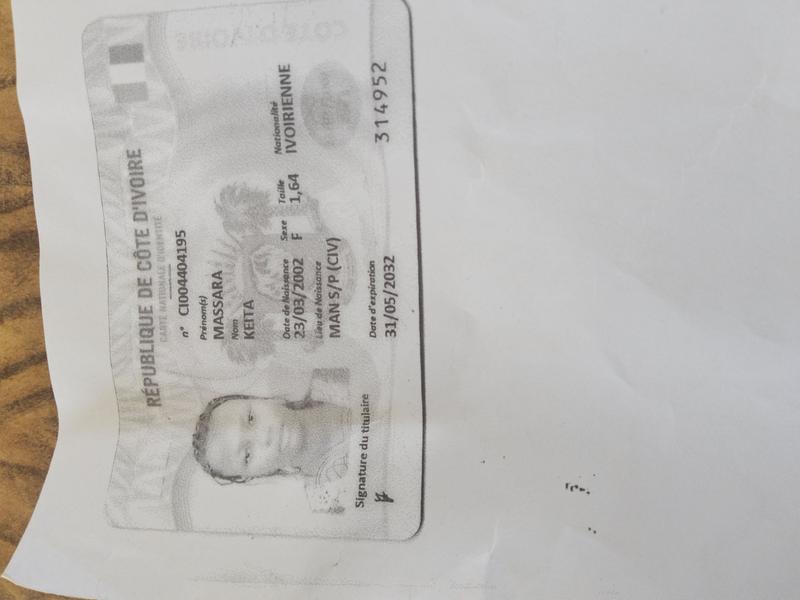 CÔTE D'IVOIRE
RÉPUBLIQUE DE CÔTE D'IVOIRE
CARTE NATIONALE D'IDENTITÉ
n° CI004404195
Prénom(s)
MASSARA
Nom
KEITA
Date de Naissance Sexe Taille Nationalité
23/03/2002 F 1,64 IVOIRIENNE
Lieu de Naissance
MAN S/P (CIV)
Date d'expiration
31/05/2032
314952
Signature du titulaire